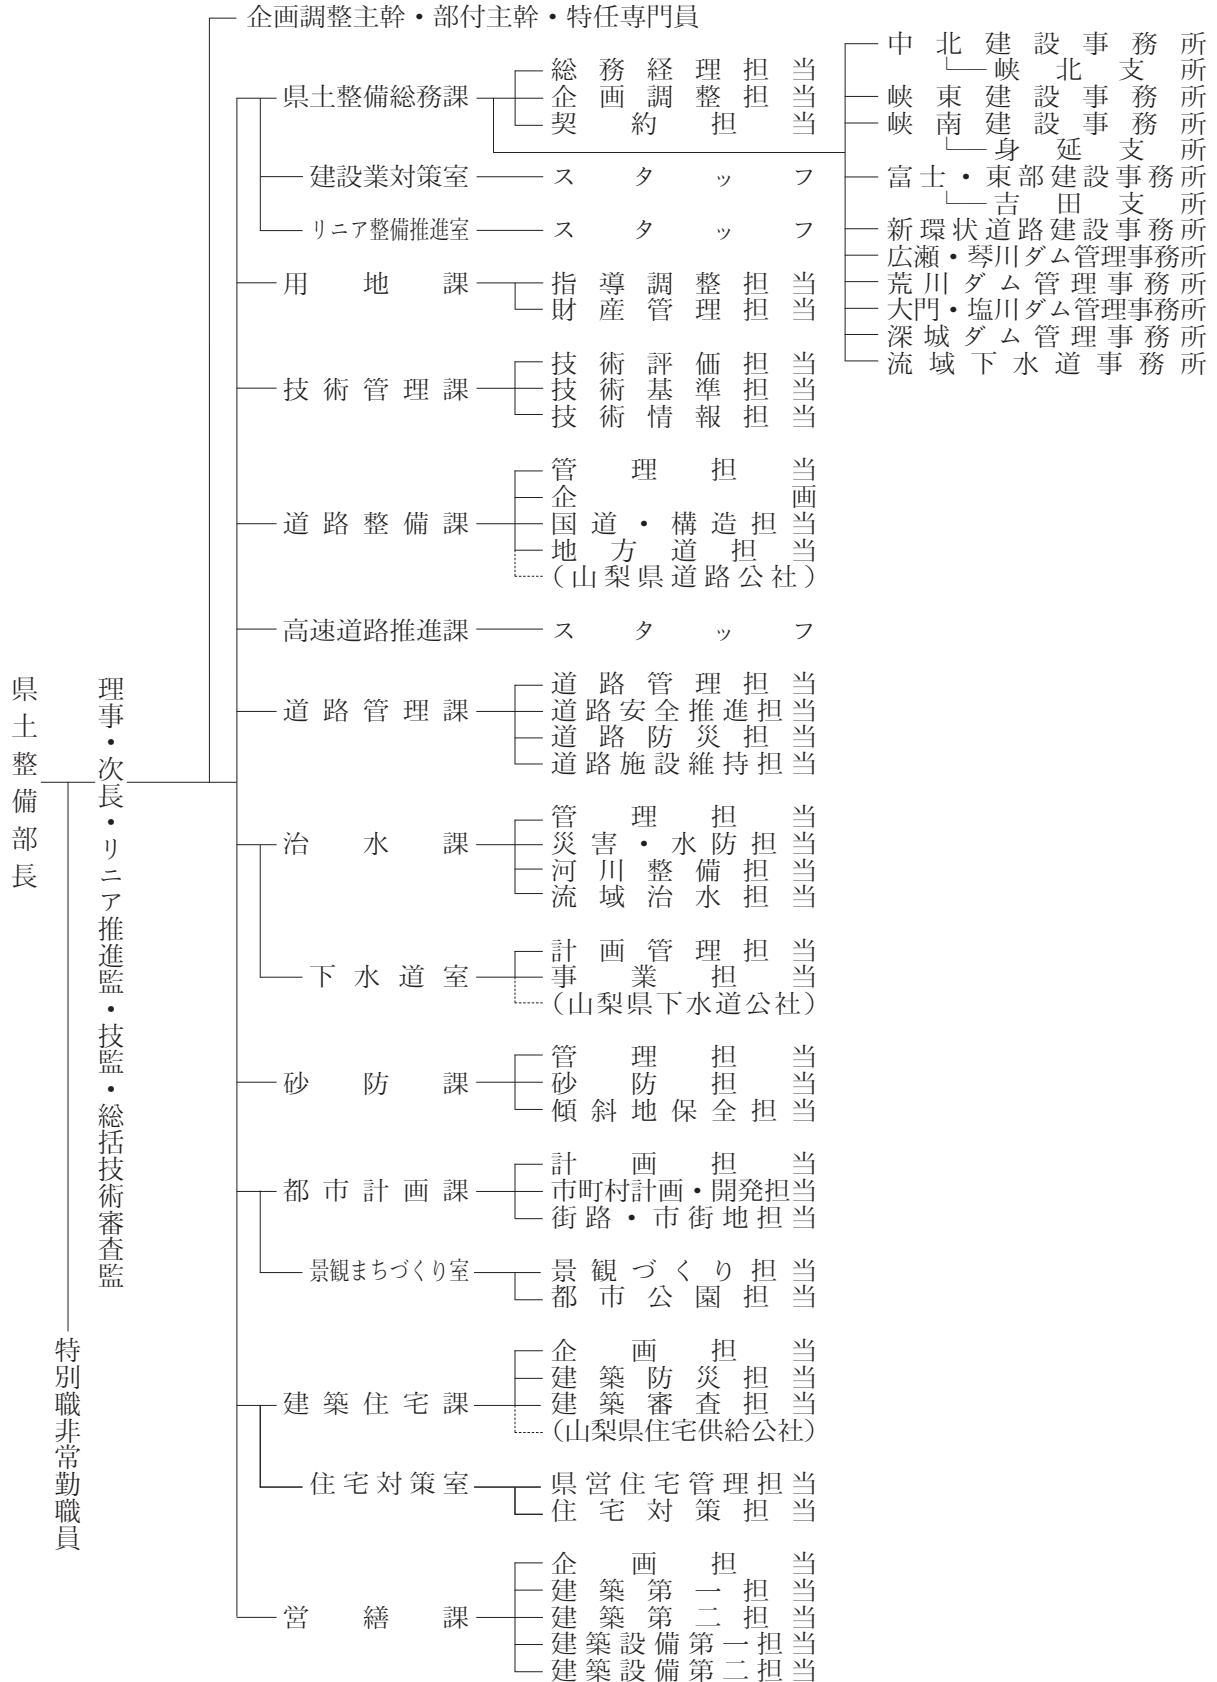 県土整備部長
理事・次長・リニア推進監・技監・総括技術審査監
特別職非常勤職員
企画調整主幹・部付主幹・特任専門員
県土整備総務課
総務経理担当
企画調整担当
契約担当
中北建設事務所
峡北支所
峡東建設事務所
峡南建設事務所
身延支所
富士・東部建設事務所
吉田支所
新環状道路建設事務所
広瀬・琴川ダム管理事務所
荒川ダム管理事務所
大門・塩川ダム管理事務所
深城ダム管理事務所
流域下水道事務所
建設業対策室
スタッフ
リニア整備推進室
スタッフ
用地課
指導調整担当
財産管理担当
技術管理課
技術評価担当
技術基準担当
技術情報担当
道路整備課
管理担当
企画
国道・構造担当
地方道担当
(山梨県道路公社)
高速道路推進課
スタッフ
道路管理課
道路管理担当
道路安全推進担当
道路防災担当
道路施設維持担当
治水課
管理担当
災害・水防担当
河川整備担当
流域治水担当
下水道室
計画管理担当
事業担当
(山梨県下水道公社)
砂防課
管理担当
砂防担当
傾斜地保全担当
都市計画課
計画担当
市町村計画・開発担当
街路・市街地担当
景観まちづくり室
景観づくり担当
都市公園担当
建築住宅課
企画担当
建築防災担当
建築審査担当
(山梨県住宅供給公社)
住宅対策室
県営住宅管理担当
住宅対策担当
営繕課
企画担当
建築第一担当
建築第二担当
建築設備第一担当
建築設備第二担当